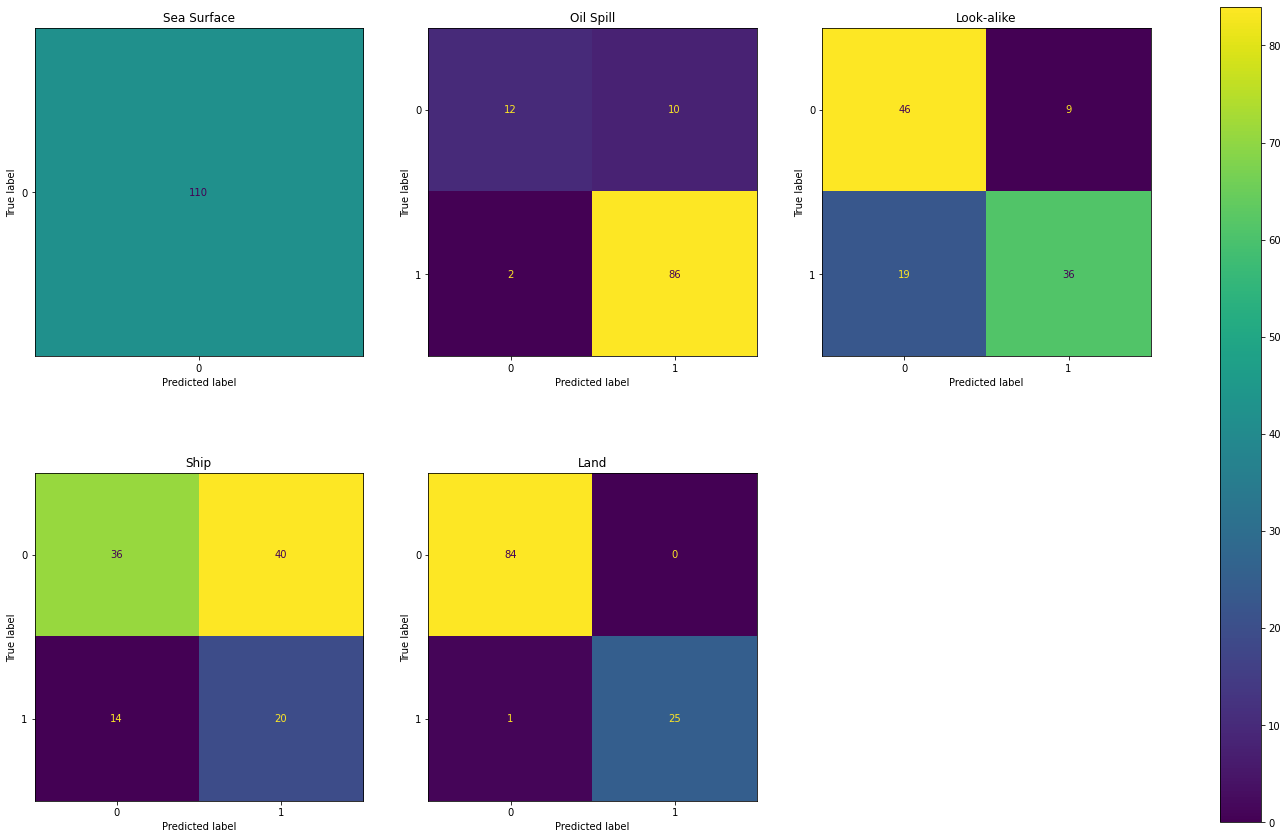 Sea Surface
True label
0
110
0
Predicted label
Oil Spill
True label
0
12 10
1
2 86
0 1
Predicted label
Look-alike
True label
0
46 9
1
19 36
0 1
Predicted label
Ship
True label
0
36 40
1
14 20
0 1
Predicted label
Land
True label
0
84 0
1
1 25
0 1
Predicted label
80
70
60
50
40
30
20
10
0